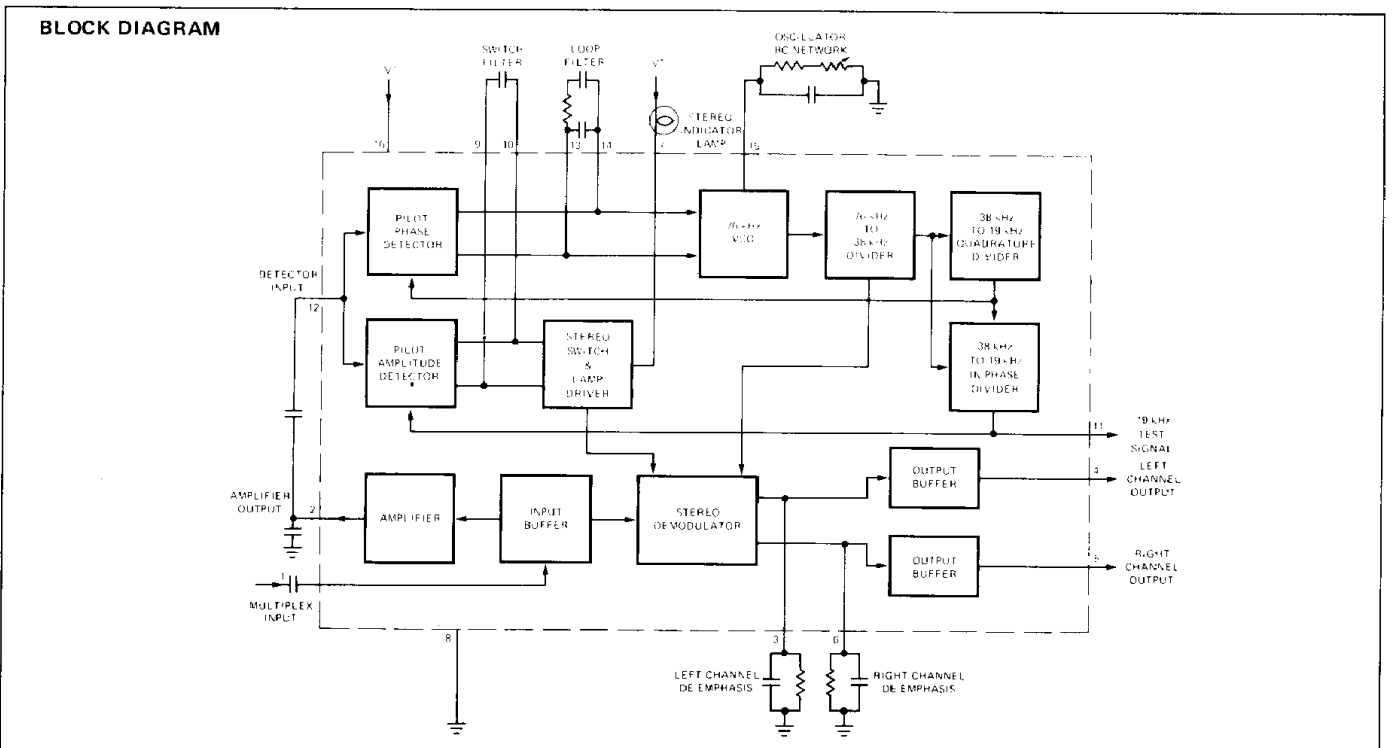 BLOCK DIAGRAM
SWITCH
FILTER
LOOP
FILTER
OSCILLATOR
RC NETWORK
V+
V+
STEREO
INDICATOR
LAMP
16
9
10
13
14
7
15
PILOT
PHASE
DETECTOR
76 kHz
VCO
76 kHz
TO
38 kHz
DIVIDER
38 kHz
TO 19 kHz
QUADRATURE
DIVIDER
DETECTOR
INPUT
12
PILOT
AMPLITUDE
DETECTOR
STEREO
SWITCH
&
LAMP
DRIVER
38 kHz
TO 19 kHz
IN PHASE
DIVIDER
11
19 kHz
TEST
SIGNAL
AMPLIFIER
OUTPUT
2
AMPLIFIER
INPUT
BUFFER
STEREO
DEMODULATOR
OUTPUT
BUFFER
4
LEFT
CHANNEL
OUTPUT
OUTPUT
BUFFER
5
RIGHT
CHANNEL
OUTPUT
1
MULTIPLEX
INPUT
8
3
6
LEFT CHANNEL
DE EMPHASIS
RIGHT CHANNEL
DE EMPHASIS